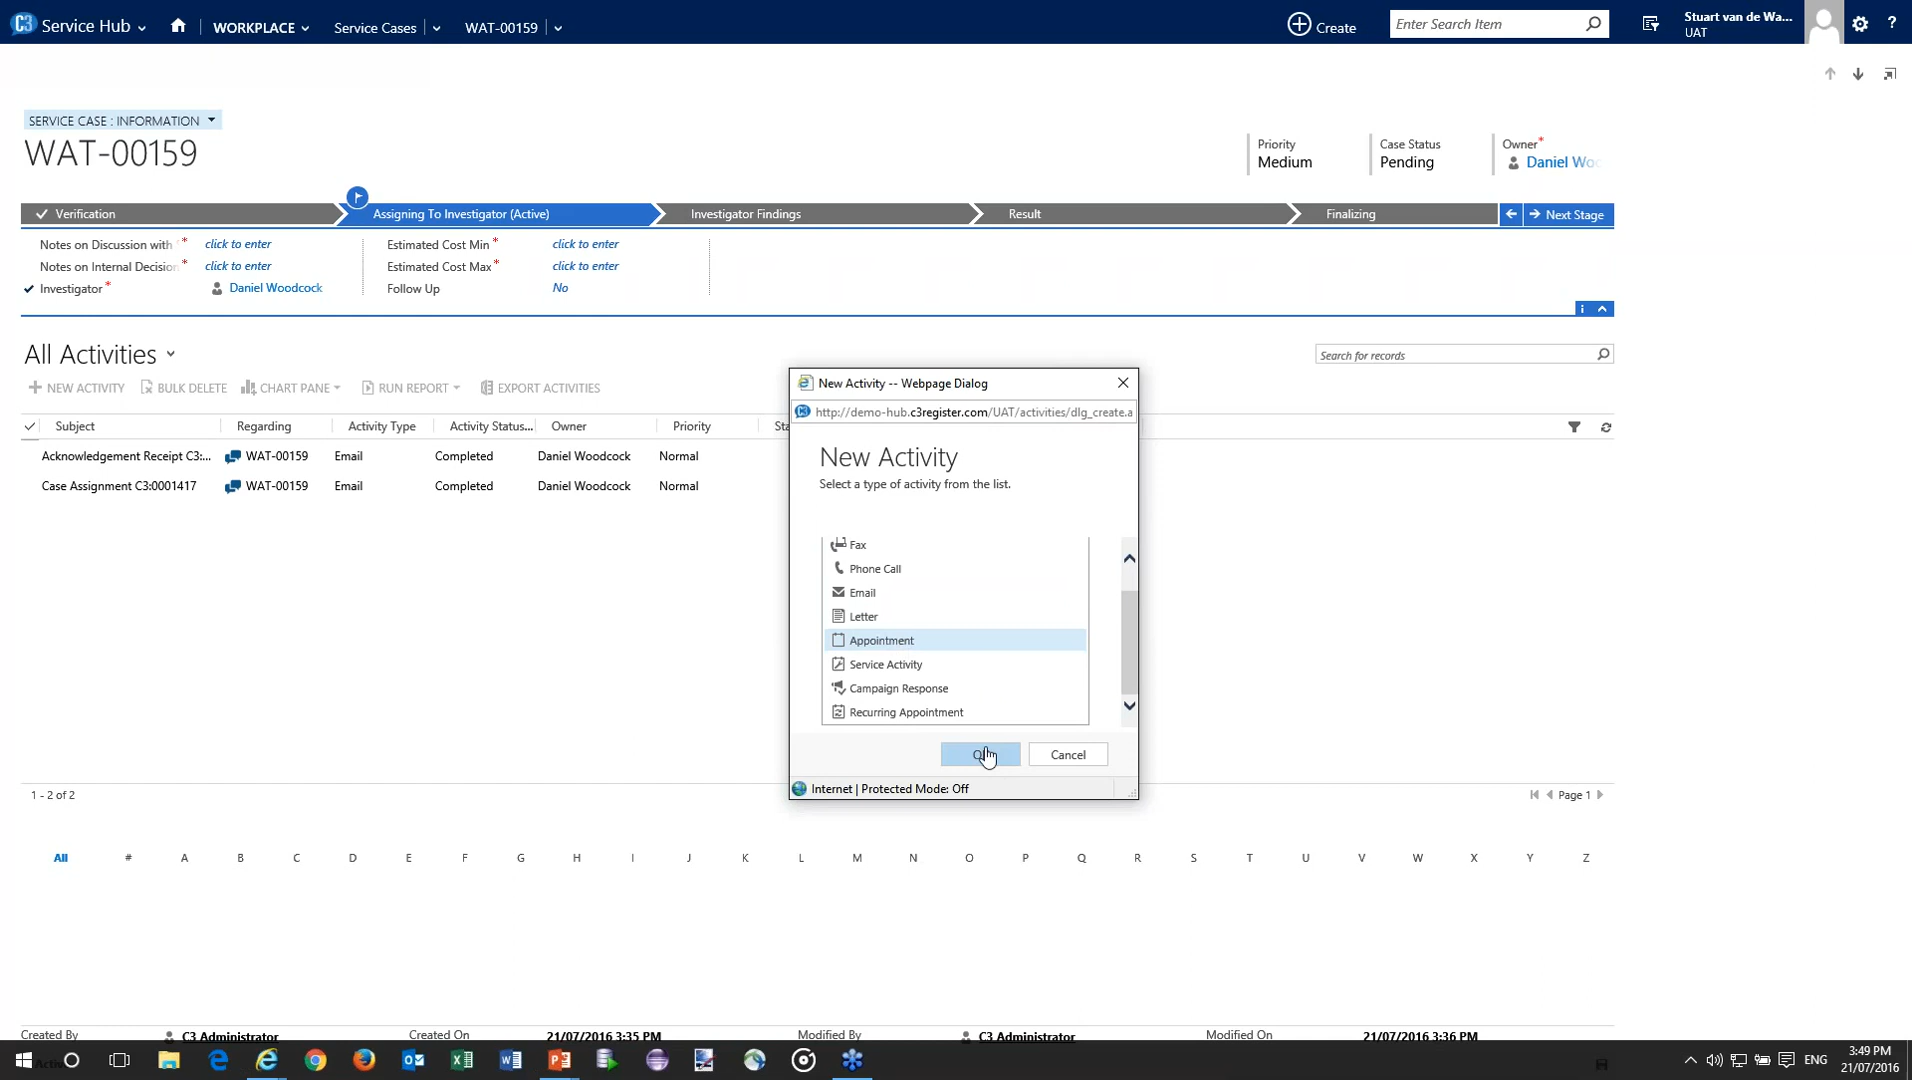 C3 Service Hub WORKPLACE Service Cases WAT-00159 Create Enter Search Item Stuart van de Wa...
UAT ?
SERVICE CASE : INFORMATION
WAT-00159
Priority Case Status Owner*
Medium Pending Daniel Woo
Verification Assigning To Investigator (Active) Investigator Findings Result Finalizing Next Stage
Notes on Discussion with * click to enter Estimated Cost Min * click to enter
Notes on Internal Decision * click to enter Estimated Cost Max * click to enter
Investigator * Daniel Woodcock Follow Up No
i
All Activities Search for records
NEW ACTIVITY BULK DELETE CHART PANE RUN REPORT EXPORT ACTIVITIES
Subject Regarding Activity Type Activity Status... Owner Priority Sta
Acknowledgement Receipt C3:... WAT-00159 Email Completed Daniel Woodcock Normal
Case Assignment C3:0001417 WAT-00159 Email Completed Daniel Woodcock Normal
New Activity -- Webpage Dialog
http://demo-hub.c3register.com/UAT/activities/dlg_create.a
New Activity
Select a type of activity from the list.
Fax
Phone Call
Email
Letter
Appointment
Service Activity
Campaign Response
Recurring Appointment
Cancel
Internet | Protected Mode: Off
1 - 2 of 2 Page 1
All # A B C D E F G H I J K L M N O P Q R S T U V W X Y Z
Created By C3 Administrator Created On 21/07/2016 3:35 PM Modified By C3 Administrator Modified On 21/07/2016 3:36 PM
ENG 3:49 PM
21/07/2016